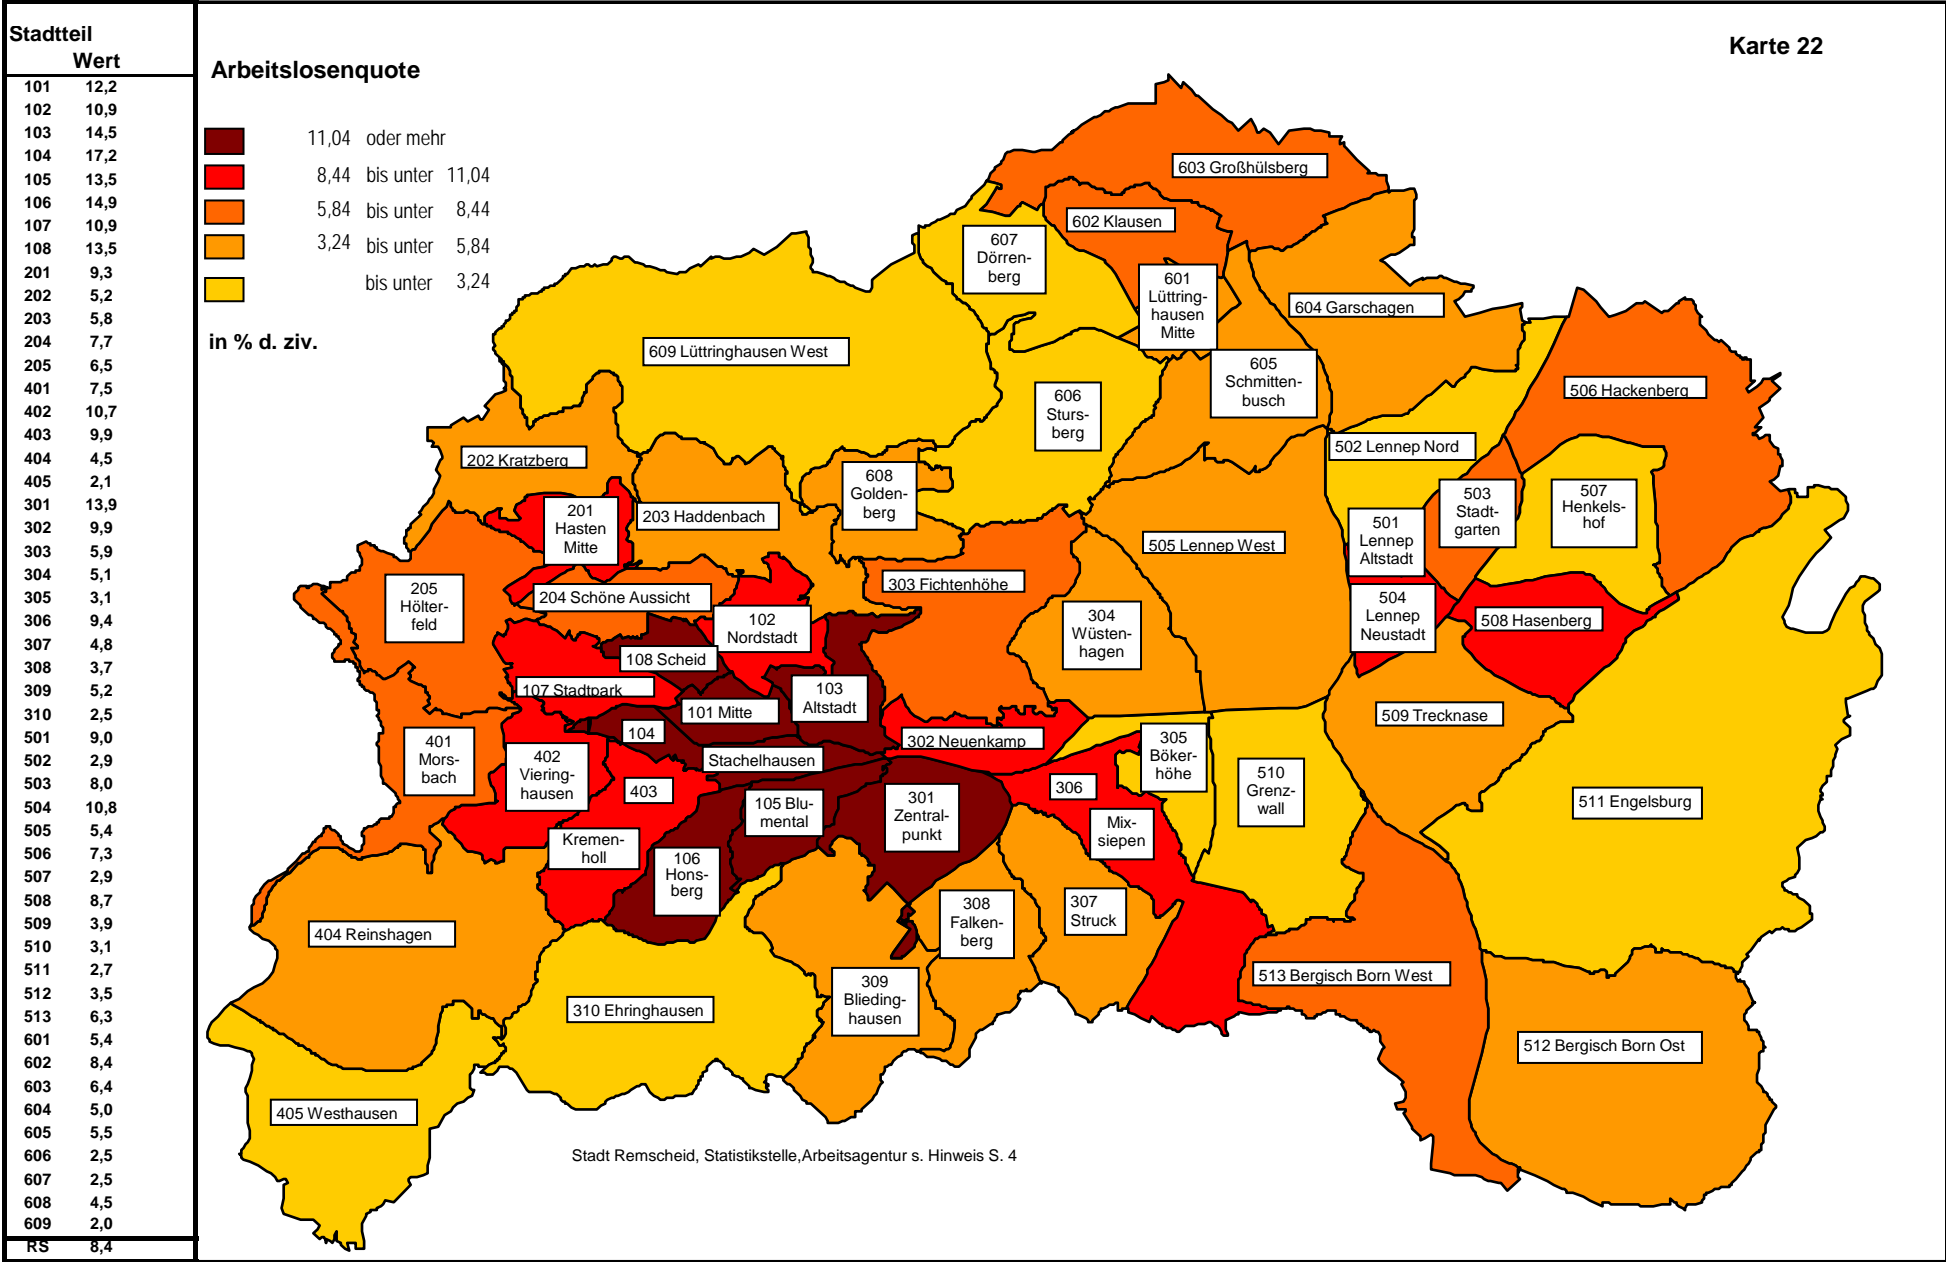 Stadtteil
Wert
101 12,2
102 10,9
103 14,5
104 17,2
105 13,5
106 14,9
107 10,9
108 13,5
201 9,3
202 5,2
203 5,8
204 7,7
205 6,5
401 7,5
402 10,7
403 9,9
404 4,5
405 2,1
301 13,9
302 9,9
303 5,9
304 5,1
305 3,1
306 9,4
307 4,8
308 3,7
309 5,2
310 2,5
501 9,0
502 2,9
503 8,0
504 10,8
505 5,4
506 7,3
507 2,9
508 8,7
509 3,9
510 3,1
511 2,7
512 3,5
513 6,3
601 5,4
602 8,4
603 6,4
604 5,0
605 5,5
606 2,5
607 2,5
608 4,5
609 2,0
RS 8,4
Karte 22
Arbeitslosenquote
11,04 oder mehr
8,44 bis unter 11,04
5,84 bis unter 8,44
3,24 bis unter 5,84
bis unter 3,24
in % d. ziv.
603 Großhülsberg
602 Klausen
607
Dörren-
berg
601
Lüttring-
hausen
Mitte
604 Garschagen
609 Lüttringhausen West
605
Schmitten-
busch
606
Sturs-
berg
506 Hackenberg
502 Lennep Nord
202 Kratzberg
608
Golden-
berg
503
Stadt-
garten
507
Henkels-
hof
201
Hasten
Mitte
203 Haddenbach
501
Lennep
Altstadt
505 Lennep West
205
Hölter-
feld
303 Fichtenhöhe
204 Schöne Aussicht
504
Lennep
Neustadt
304
Wüsten-
hagen
102
Nordstadt
508 Hasenberg
108 Scheid
107 Stadtpark
103
Altstadt
101 Mitte
509 Trecknase
104
Stachelhausen
302 Neuenkamp
305
Böker-
höhe
401
Mors-
bach
402
Viering-
hausen
403
Kremen-
holl
306
Mix-
siepen
510
Grenz-
wall
105 Blu-
mental
301
Zentral-
punkt
511 Engelsburg
106
Hons-
berg
308
Falken-
berg
307
Struck
404 Reinshagen
513 Bergisch Born West
309
Blieding-
hausen
310 Ehringhausen
512 Bergisch Born Ost
405 Westhausen
Stadt Remscheid, Statistikstelle,Arbeitsagentur s. Hinweis S. 4